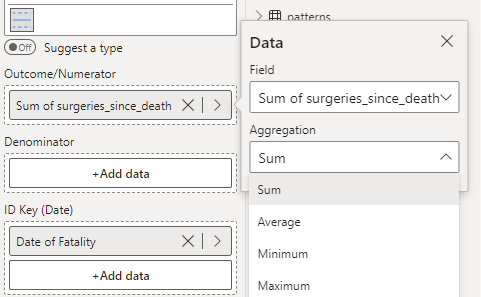 patterns
Off Suggest a type
Outcome/Numerator
Sum of surgeries_since_death
Denominator
+Add data
ID Key (Date)
Date of Fatality
+Add data
Data
Field
Sum of surgeries_since_death
Aggregation
Sum
Sum
Average
Minimum
Maximum